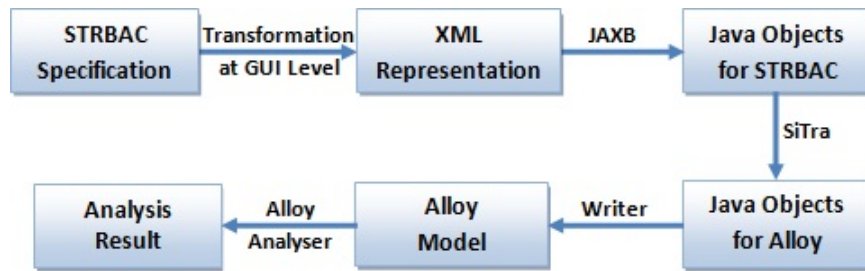 STRBAC
Specification
Transformation
at GUI Level
XML
Representation
JAXB
Java Objects
for STRBAC
SiTra
Java Objects
for Alloy
Writer
Alloy
Model
Alloy
Analyser
Analysis
Result